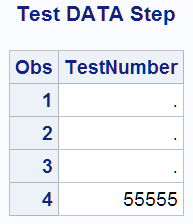 Test DATA Step
Obs TestNumber
1 .
2 .
3 .
4 55555